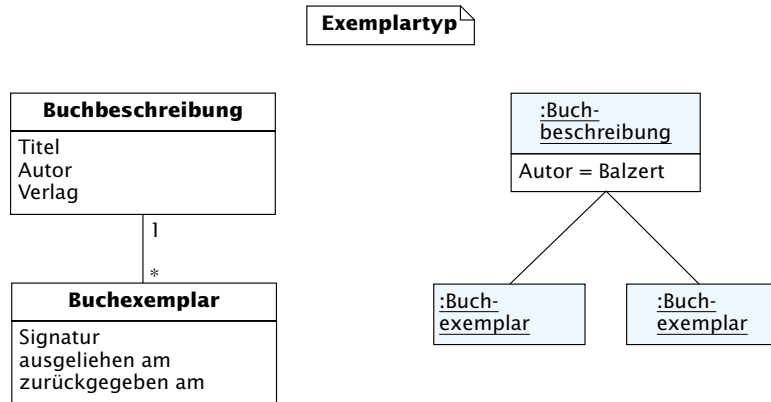 Exemplartyp
Buchbeschreibung
Titel
Autor
Verlag
1
*
Buchexemplar
Signatur
ausgeliehen am
zurückgegeben am
:Buch-
beschreibung
Autor = Balzert
:Buch-
exemplar
:Buch-
exemplar